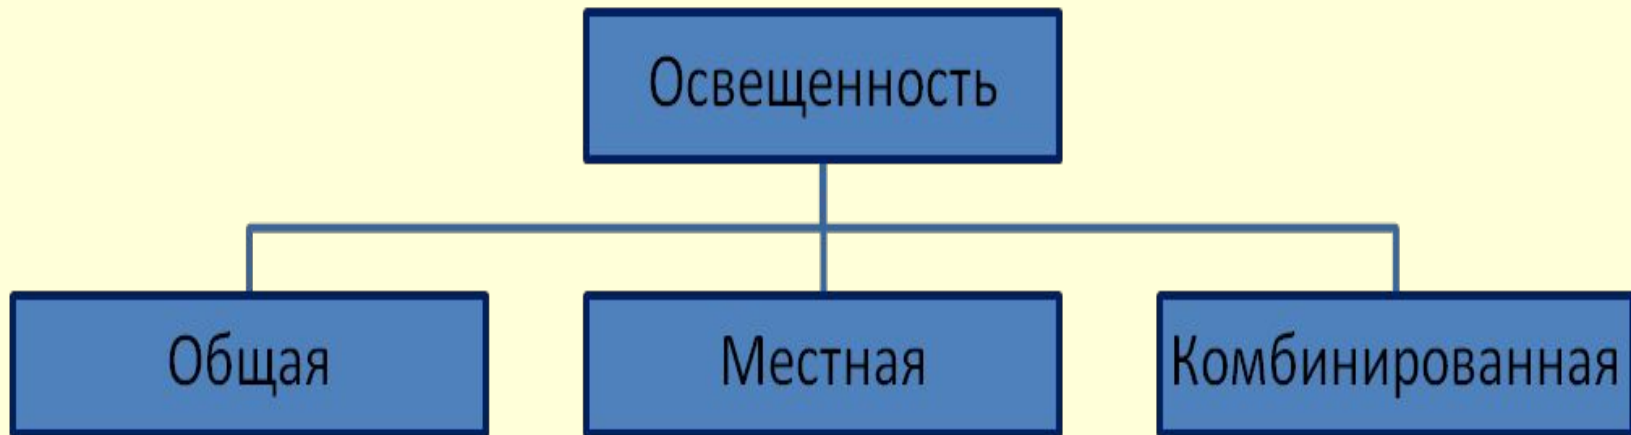 Освещенность
Общая
Местная
Комбинированная